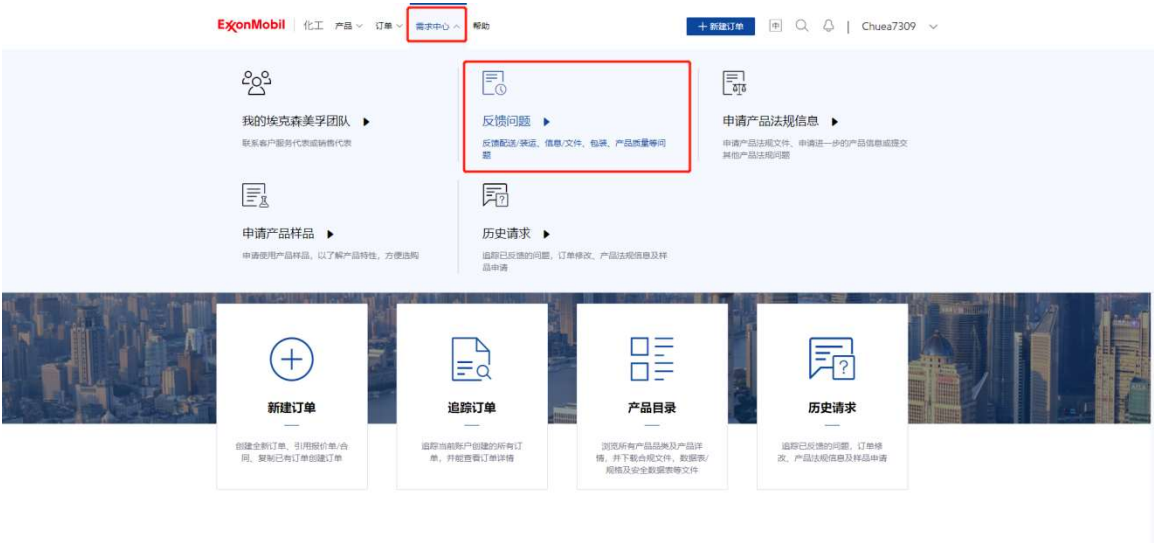 ExxonMobil 化工 产品 订单 需求中心 帮助 + 新建订单 中 Chuea7309
我的埃克森美孚团队
联系客户服务代表或销售代表
反馈问题
反馈配送/装运、信息/文件、包装、产品质量等问
题
申请产品法规信息
申请产品法规文件、申请进一步的产品信息或提交
其他产品法规问题
申请产品样品
申请使用产品样品，以了解产品特性，方便选购
历史请求
追踪已反馈的问题，订单修改、产品法规信息及样
品申请
新建订单
创建全新订单、引用报价单/合
同、复制已有订单创建订单
追踪订单
追踪当前账户创建的所有订
单，并能查看订单详情
产品目录
浏览所有产品品类及产品详
情，并下载合规文件、数据表/
规格及安全数据表等文件
历史请求
追踪已反馈的问题，订单修
改、产品法规信息及样品申请